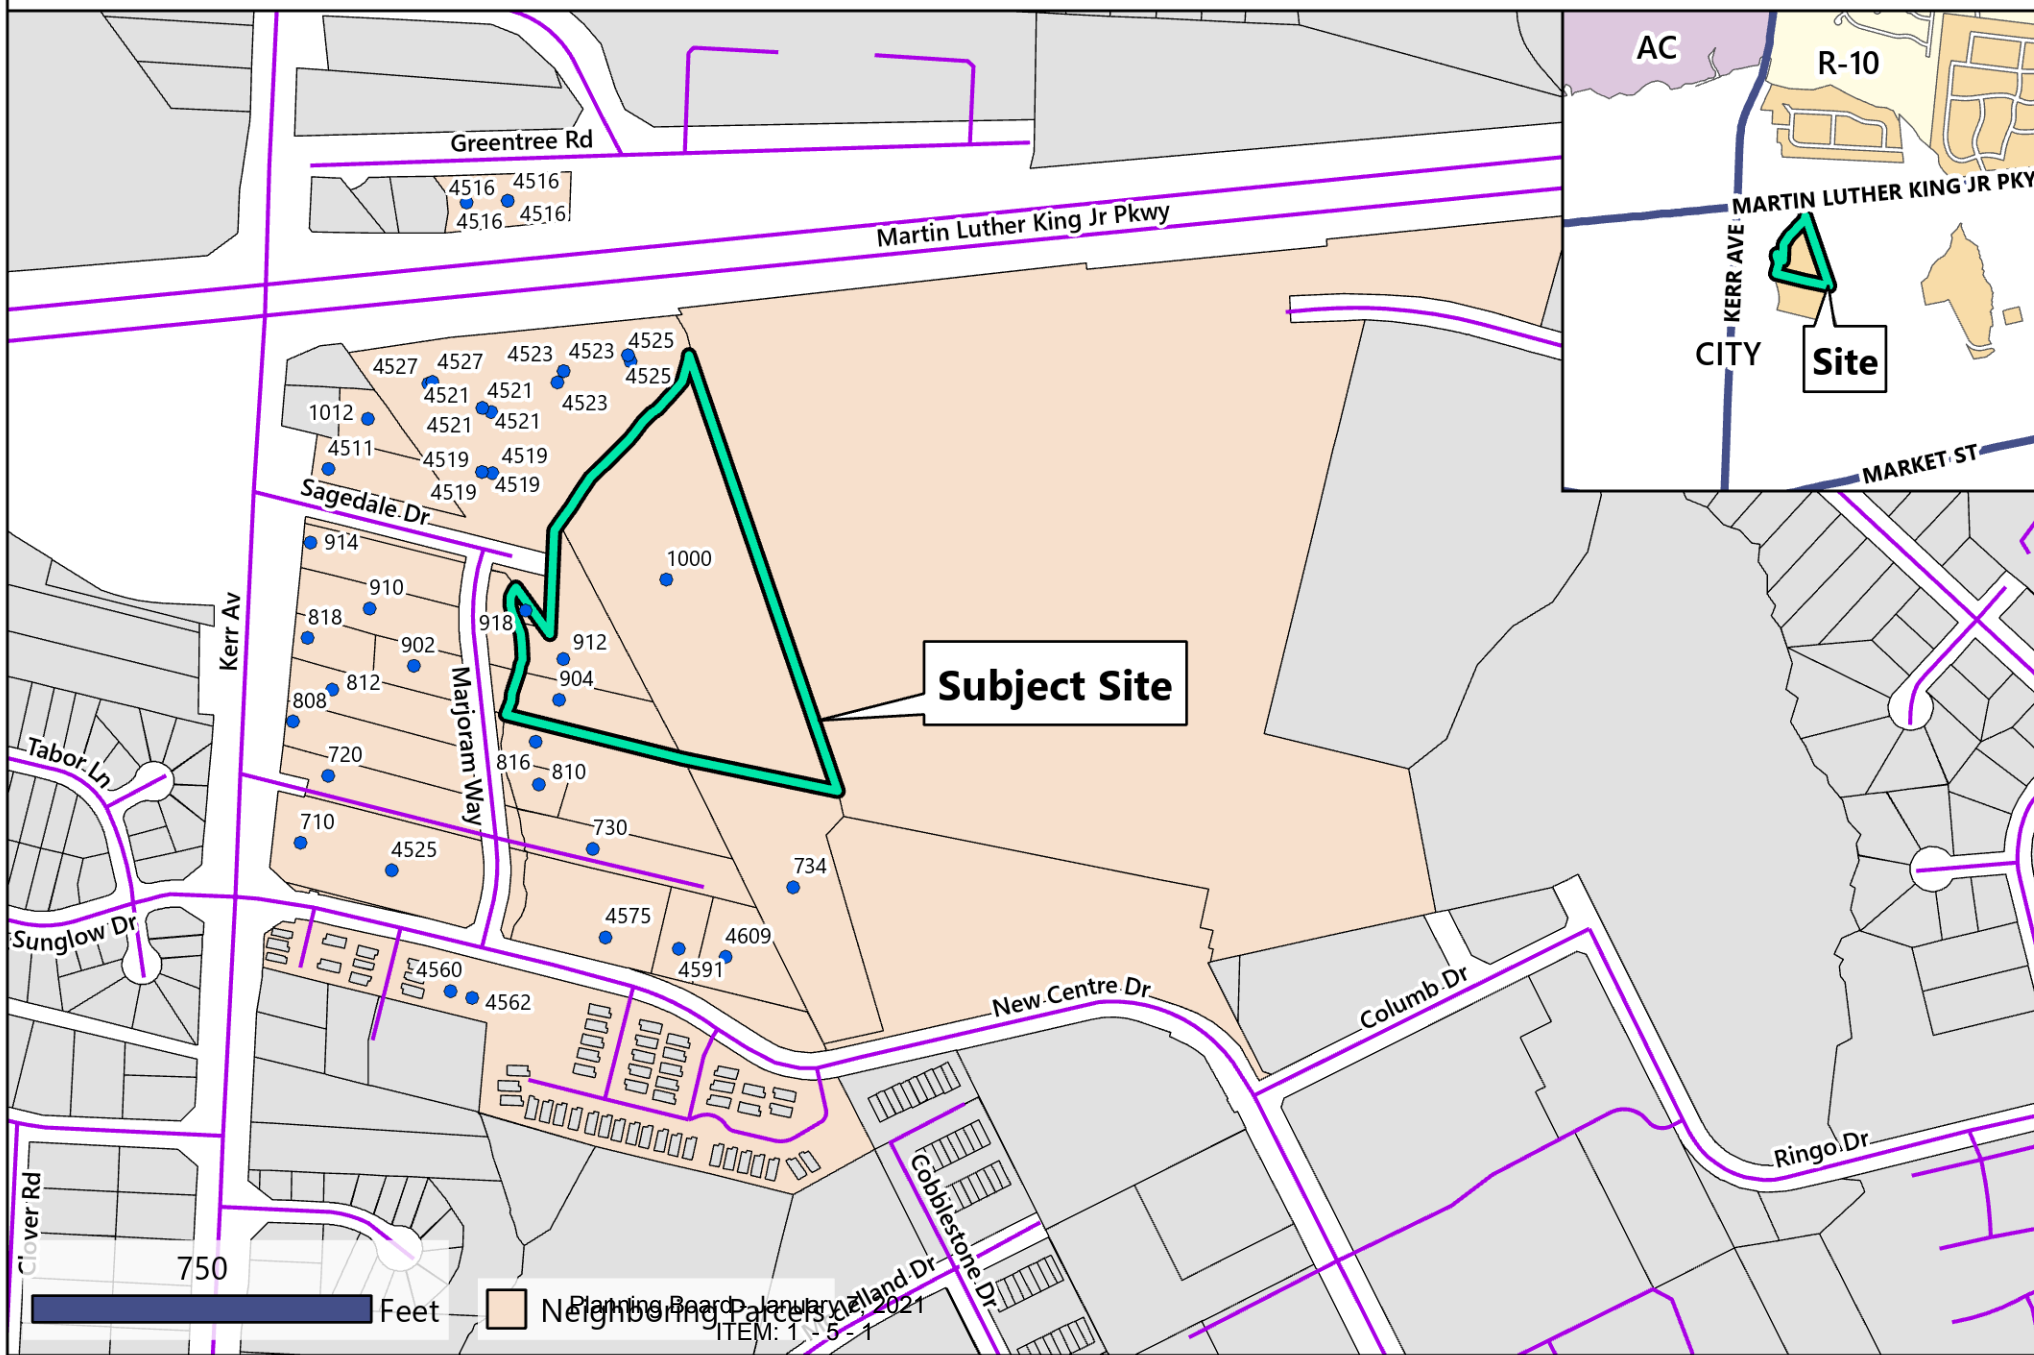 Greentree Rd
4516
4516
4516
4516
Martin Luther King Jr Pkwy
AC
R-10
MARTIN LUTHER KING JR PKY
KERR AVE
CITY
Site
MARKET ST
4525
4523
4523
4527
4527
4525
4521
4521
4523
1012
4521
4521
4511
4519
4519
4519
4519
Sagedale Dr
914
1000
910
818
918
912
902
904
812
808
Kerr Av
Marjoram Way
Subject Site
Tabor Ln
720
816
810
710
730
4525
734
4575
4609
4591
Sunglow Dr
4560
4562
New Centre Dr
Columb Dr
Ringo Dr
Cobblestone Dr
Clover Rd
750
Feet
Neighboring Parcels
Planning Board - January 7, 2021
ITEM: 1 - 5 - 1